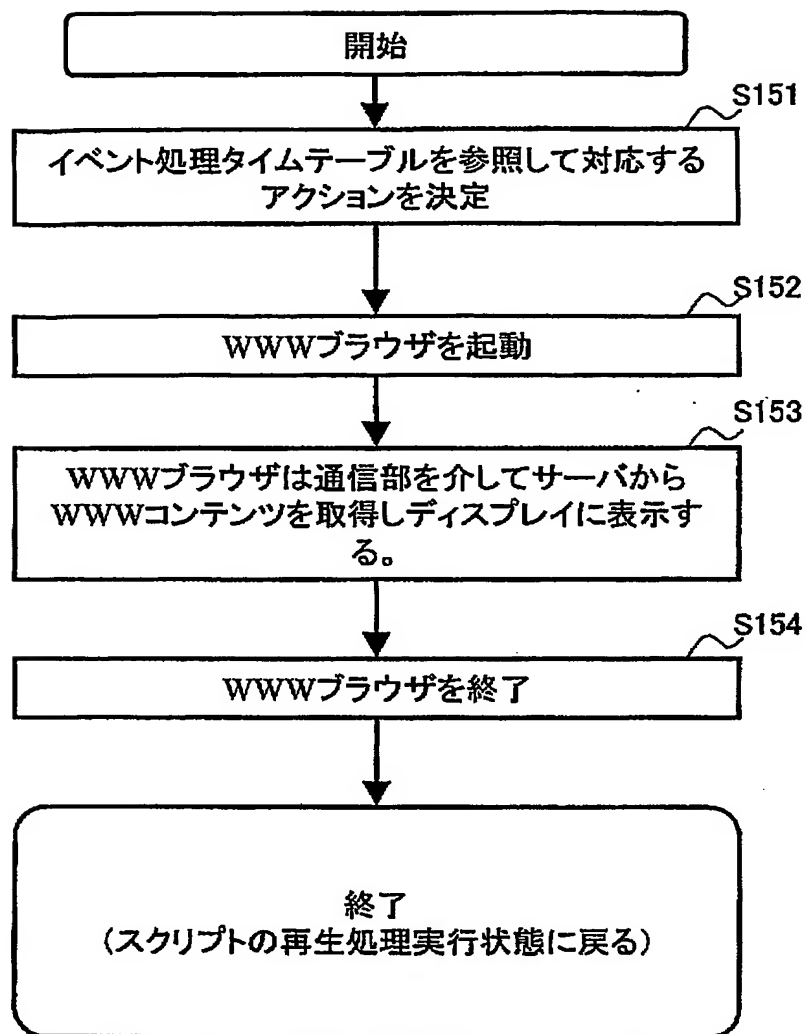 開始
S151
イベント処理タイムテーブルを参照して対応する
アクションを決定
S152
WWWブラウザを起動
S153
WWWブラウザは通信部を介してサーバから
WWWコンテンツを取得しディスプレイに表示す
る。
S154
WWWブラウザを終了
終了
(スクリプトの再生処理実行状態に戻る)